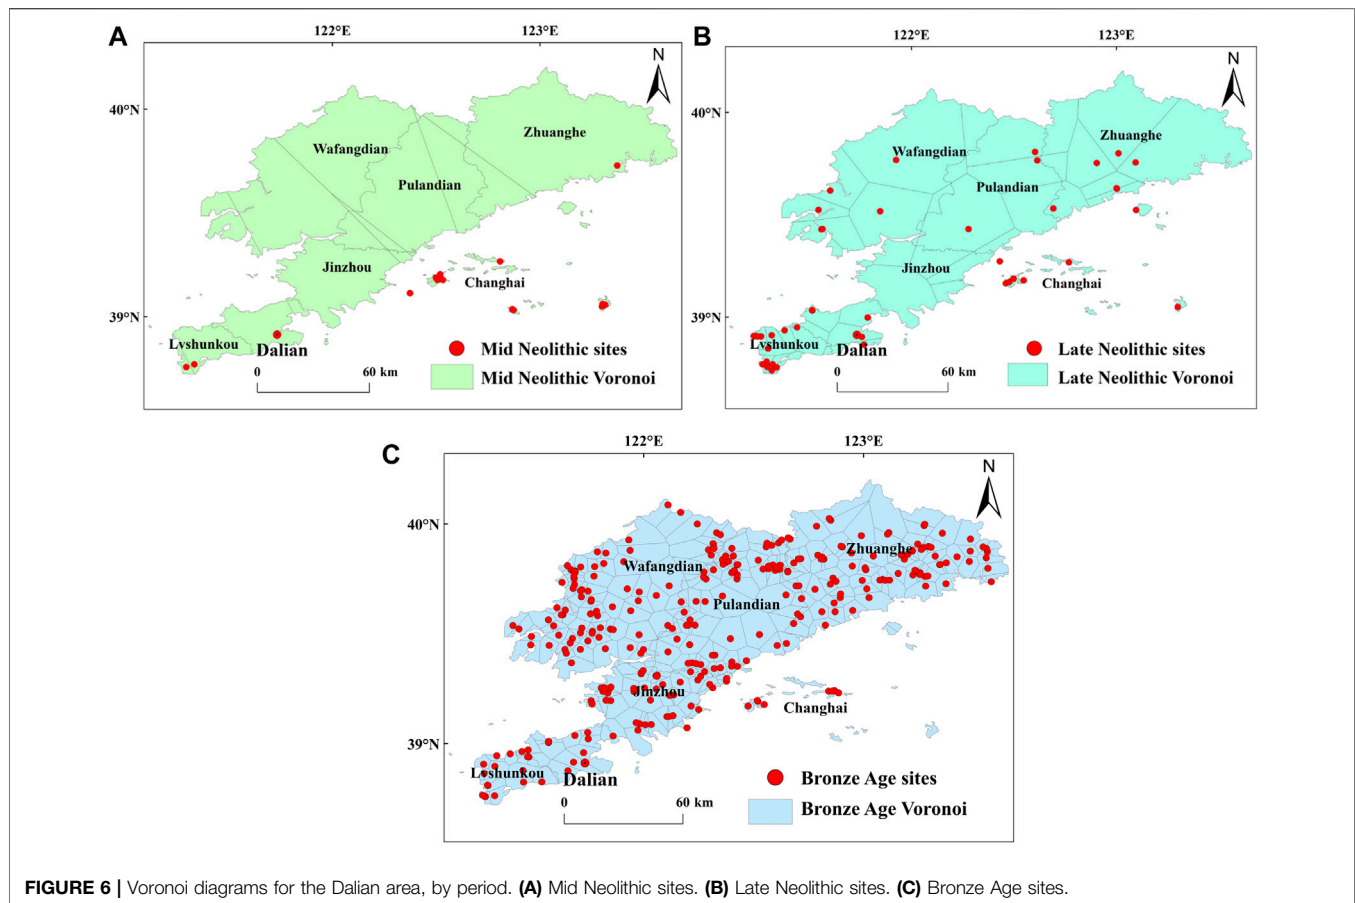 A
122°E 123°E
N
40°N
Zhuanghe
Wafangdian
Pulandian
Jinzhou
Changhai
39°N
Lvshunkou
Dalian
Mid Neolithic sites
Mid Neolithic Voronoi
0 60 km
B
122°E 123°E
N
40°N
Zhuanghe
Wafangdian
Pulandian
Jinzhou
Changhai
39°N
Lvshunkou
Dalian
Late Neolithic sites
Late Neolithic Voronoi
0 60 km
C
122°E 123°E
N
40°N
Zhuanghe
Wafangdian
Pulandian
Jinzhou
Changhai
39°N
Lvshunkou
Dalian
Bronze Age sites
Bronze Age Voronoi
0 60 km
FIGURE 6 | Voronoi diagrams for the Dalian area, by period. (A) Mid Neolithic sites. (B) Late Neolithic sites. (C) Bronze Age sites.